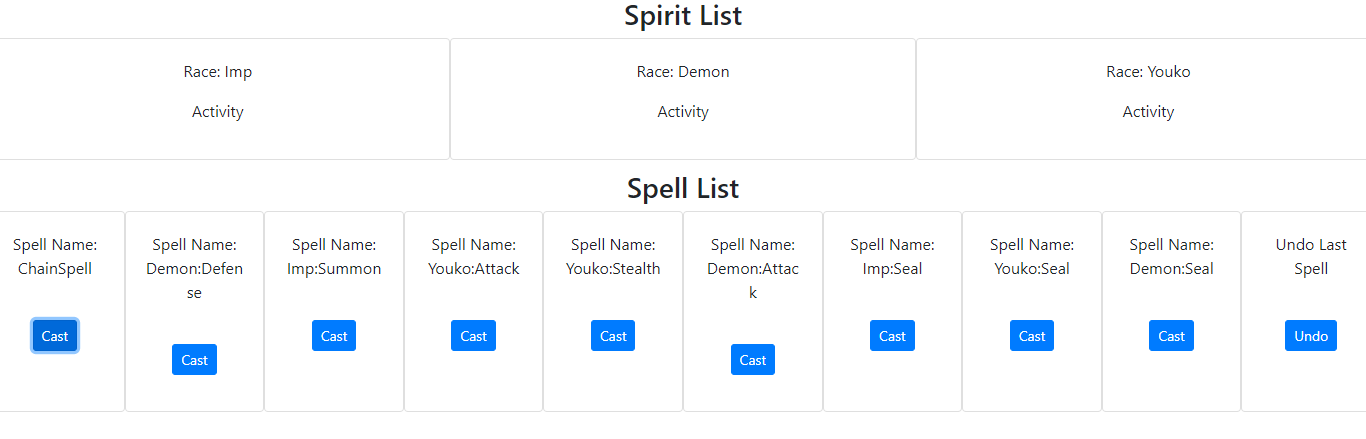 Spirit List
Race: Imp
Activity
Race: Demon
Activity
Race: Youko
Activity
Spell List
Spell Name:
ChainSpell
Cast
Spell Name:
Demon:Defen
se
Cast
Spell Name:
Imp:Summon
Cast
Spell Name:
Youko:Attack
Cast
Spell Name:
Youko:Stealth
Cast
Spell Name:
Demon:Attac
k
Cast
Spell Name:
Imp:Seal
Cast
Spell Name:
Youko:Seal
Cast
Spell Name:
Demon:Seal
Cast
Undo Last
Spell
Undo